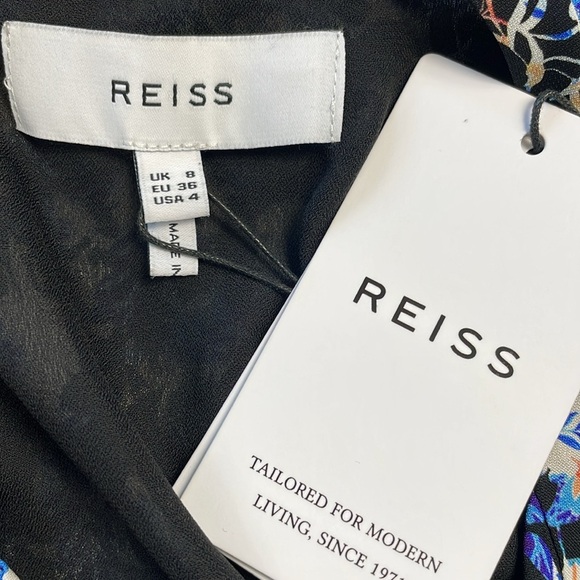 REISS
UK 8
EU 36
USA 4
MADE IN
REISS
TAILORED FOR MODERN
LIVING, SINCE